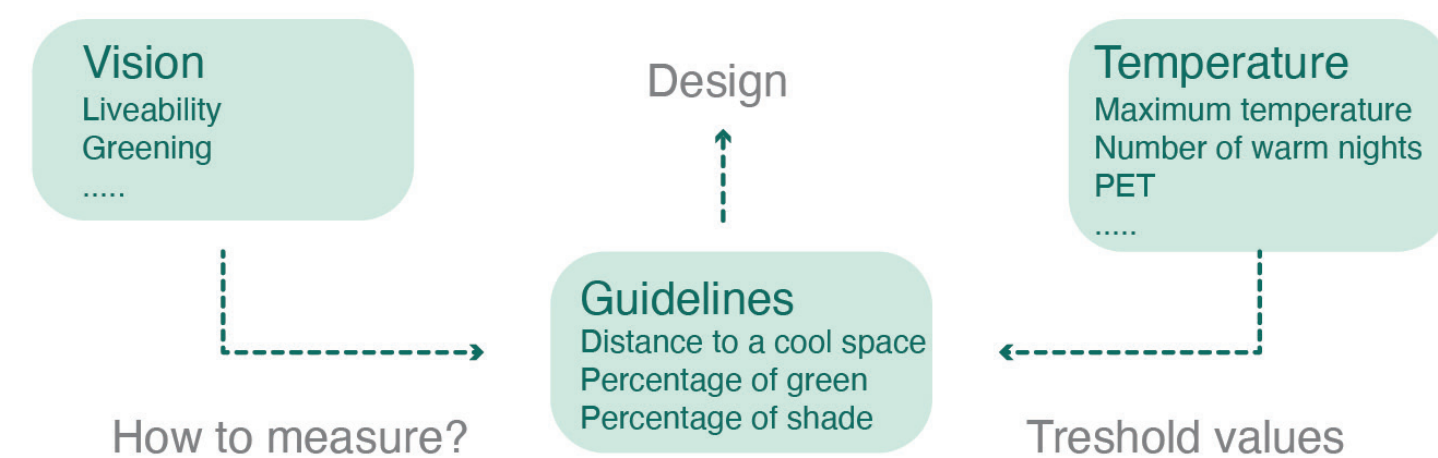 Vision
Liveability
Greening
.....
Design
Temperature
Maximum temperature
Number of warm nights
PET
.....
Guidelines
Distance to a cool space
Percentage of green
Percentage of shade
How to measure?
Treshold values